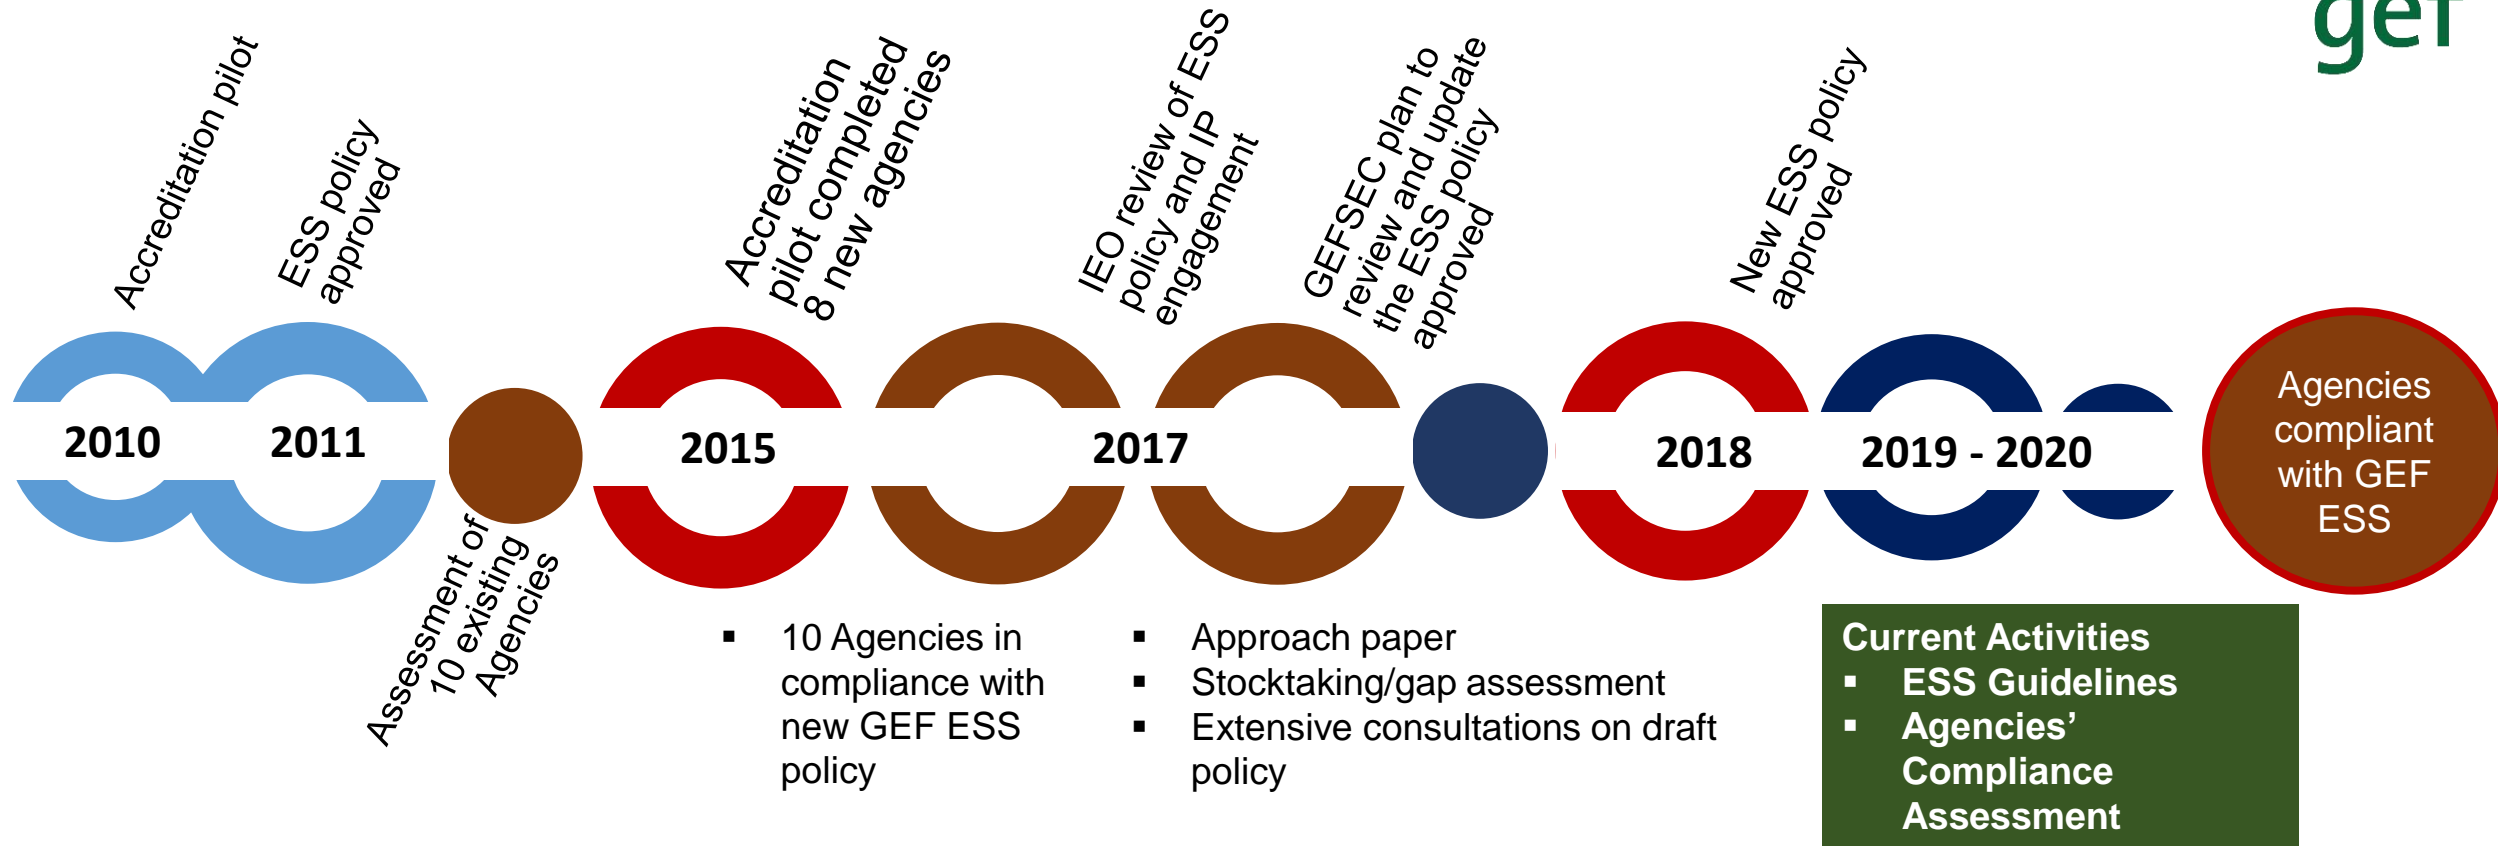 gef
Accreditation pilot
ESS policy
approved
Accreditation
pilot completed
8 new agencies
IEO review of ESS
policy and IP
engagement
GEFSEC plan to
review and update
the ESS policy
approved
New ESS policy
approved
2010
2011
2015
2017
2018
2019 - 2020
Agencies
compliant
with GEF
ESS
Assessment of
10 existing
Agencies
▪ 10 Agencies in
compliance with
new GEF ESS
policy
▪ Approach paper
▪ Stocktaking/gap assessment
▪ Extensive consultations on draft
policy
Current Activities
▪ ESS Guidelines
▪ Agencies’
Compliance
Assessment